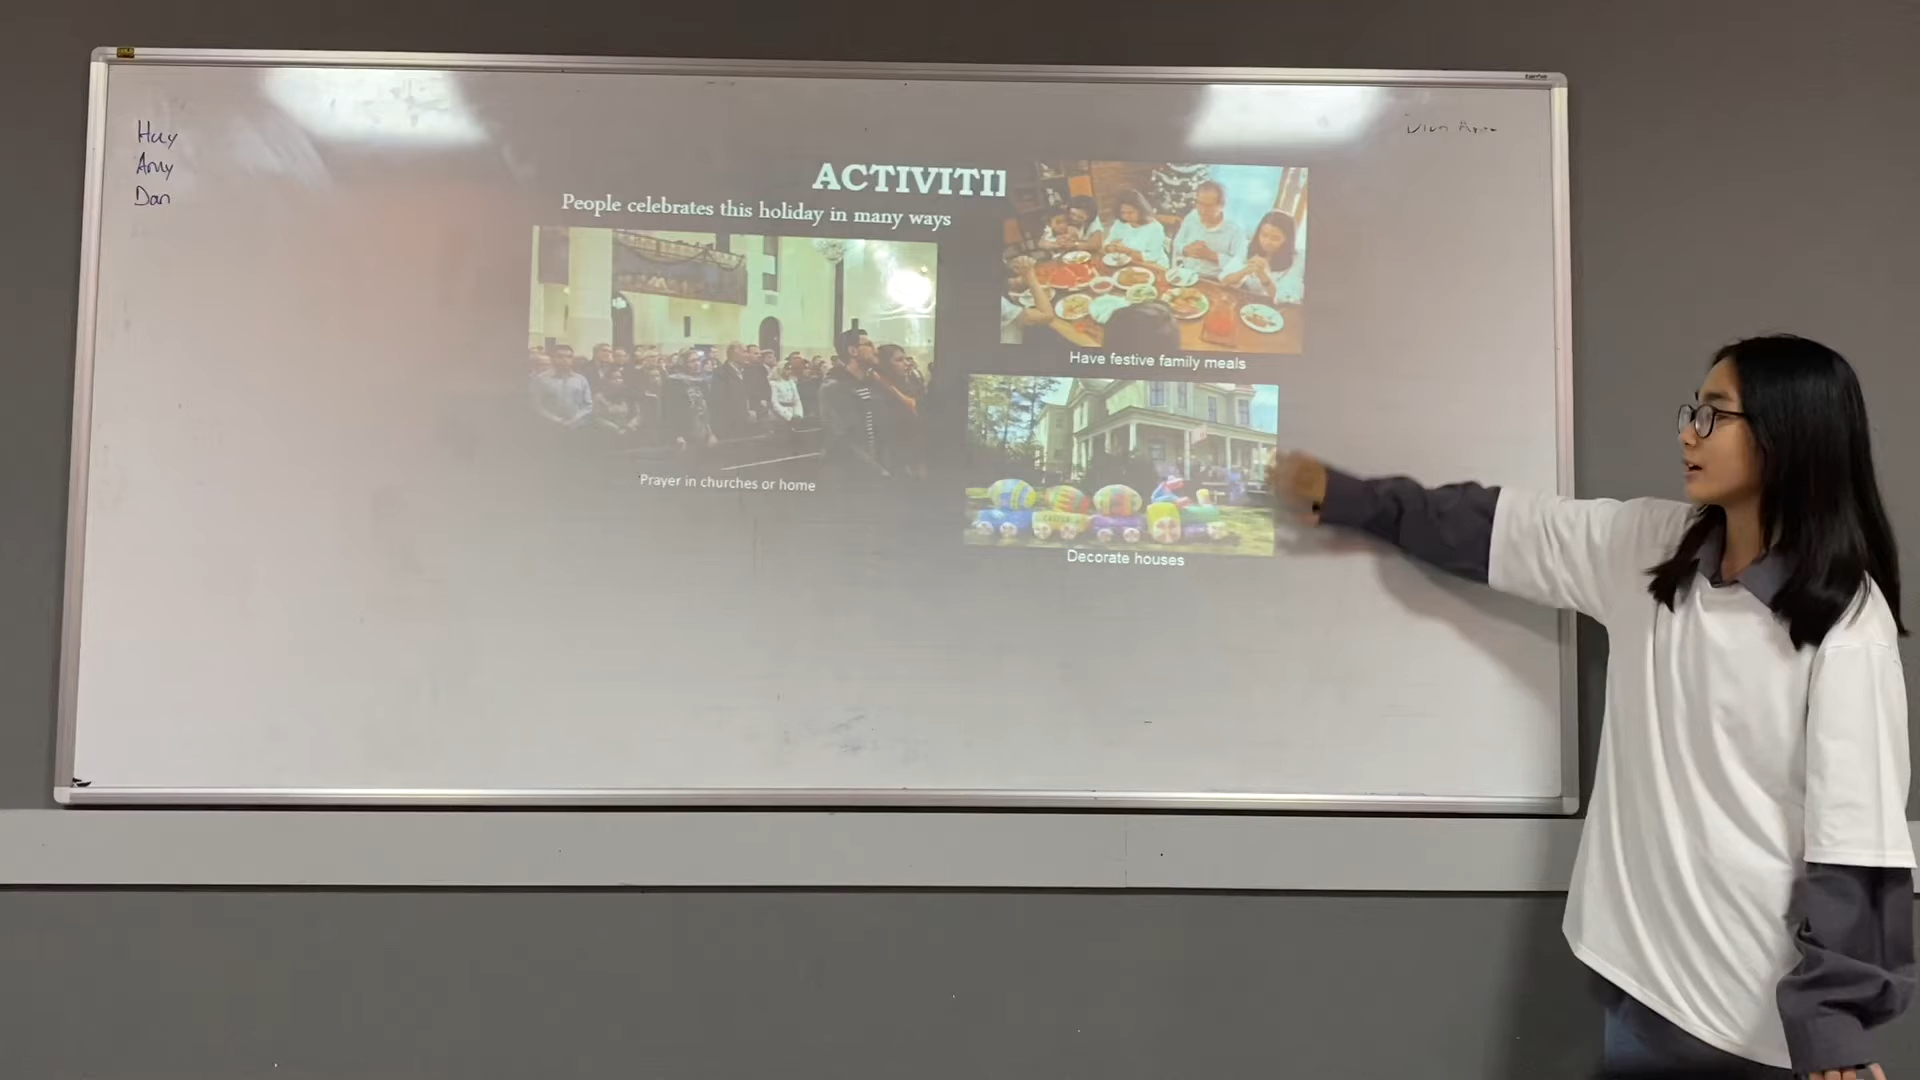 Huy
Amy
Dan
ACTIVITI
People celebrates this holiday in many ways
Have festive family meals
Prayer in churches or home
Decorate houses